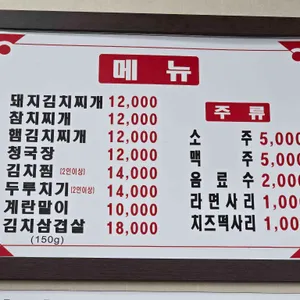 메뉴
돼지김치찌개 12,000
참치찌개 12,000
햄김치찌개 12,000
청국장 12,000
김치찜 (2인이상) 14,000
두루치기 (2인이상) 14,000
계란말이 10,000
김치삼겹살 18,000
(150g)
주류
소주 5,000
맥주 5,000
음료수 2,000
라면사리 1,00
치즈떡사리 1,00